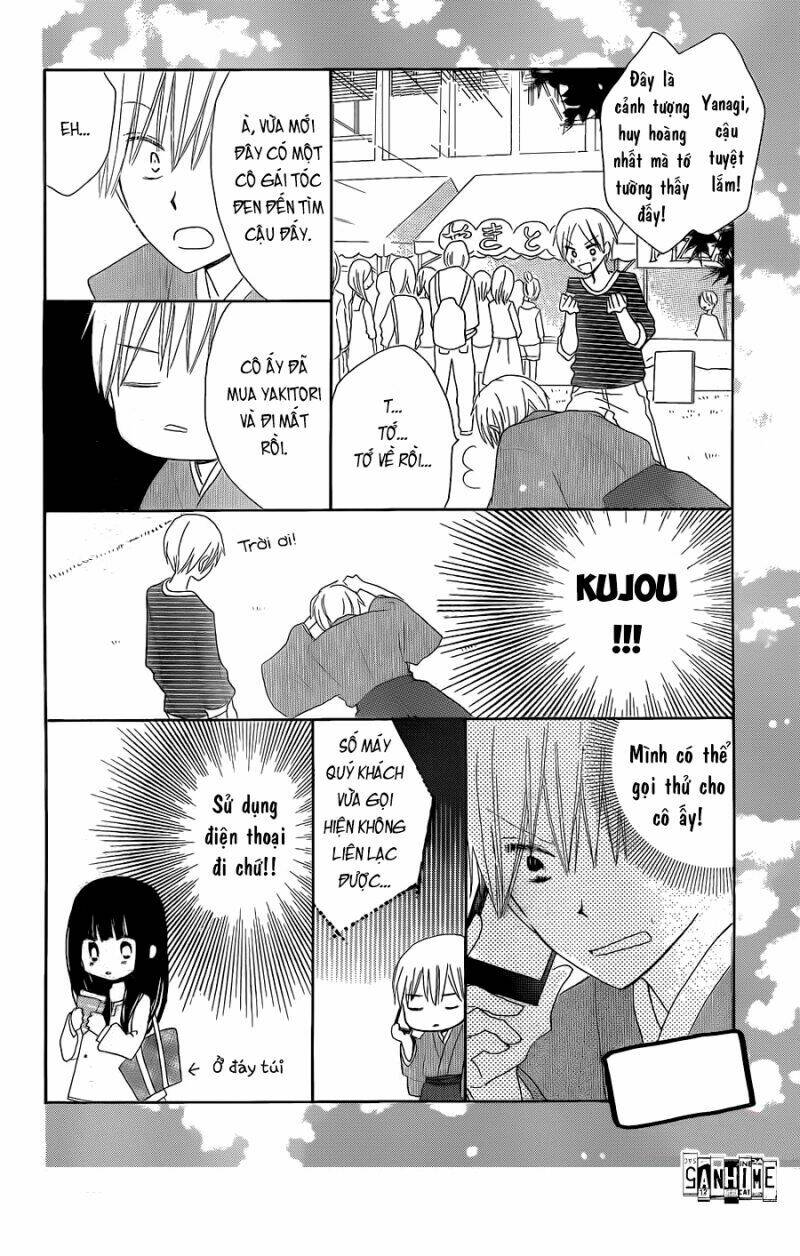 Yanagi,
cậu
tuyệt
lắm!
Đây là
cảnh tượng
huy hoàng
nhất mà tớ
từng thấy
đấy!
やきと
T...
TỚ...
TỚ VỀ RỒI...
À, VỪA MỚI
ĐÂY CÓ MỘT
CÔ GÁI TÓC
ĐEN ĐẾN TÌM
CẬU ĐẤY.
EH...
CÔ ẤY ĐÃ
MUA YAKITORI
VÀ ĐI MẤT
RỒI.
KUJOU
!!!
Trời ơi!
Mình có thể
gọi thử cho
cô ấy!
SỐ MÁY
QUÝ KHÁCH
VỪA GỌI
HIỆN KHÔNG
LIÊN LẠC
ĐƯỢC...
Sử dụng
điện thoại
đi chứ!!
← Ở đáy túi
SANHIME